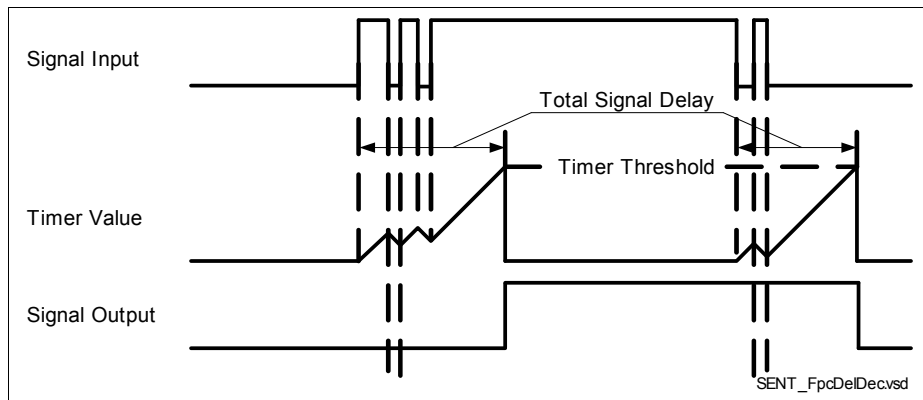 Signal Input
Total Signal Delay
Timer Threshold
Timer Value
Signal Output
SENT_FpcDelDec.vsd